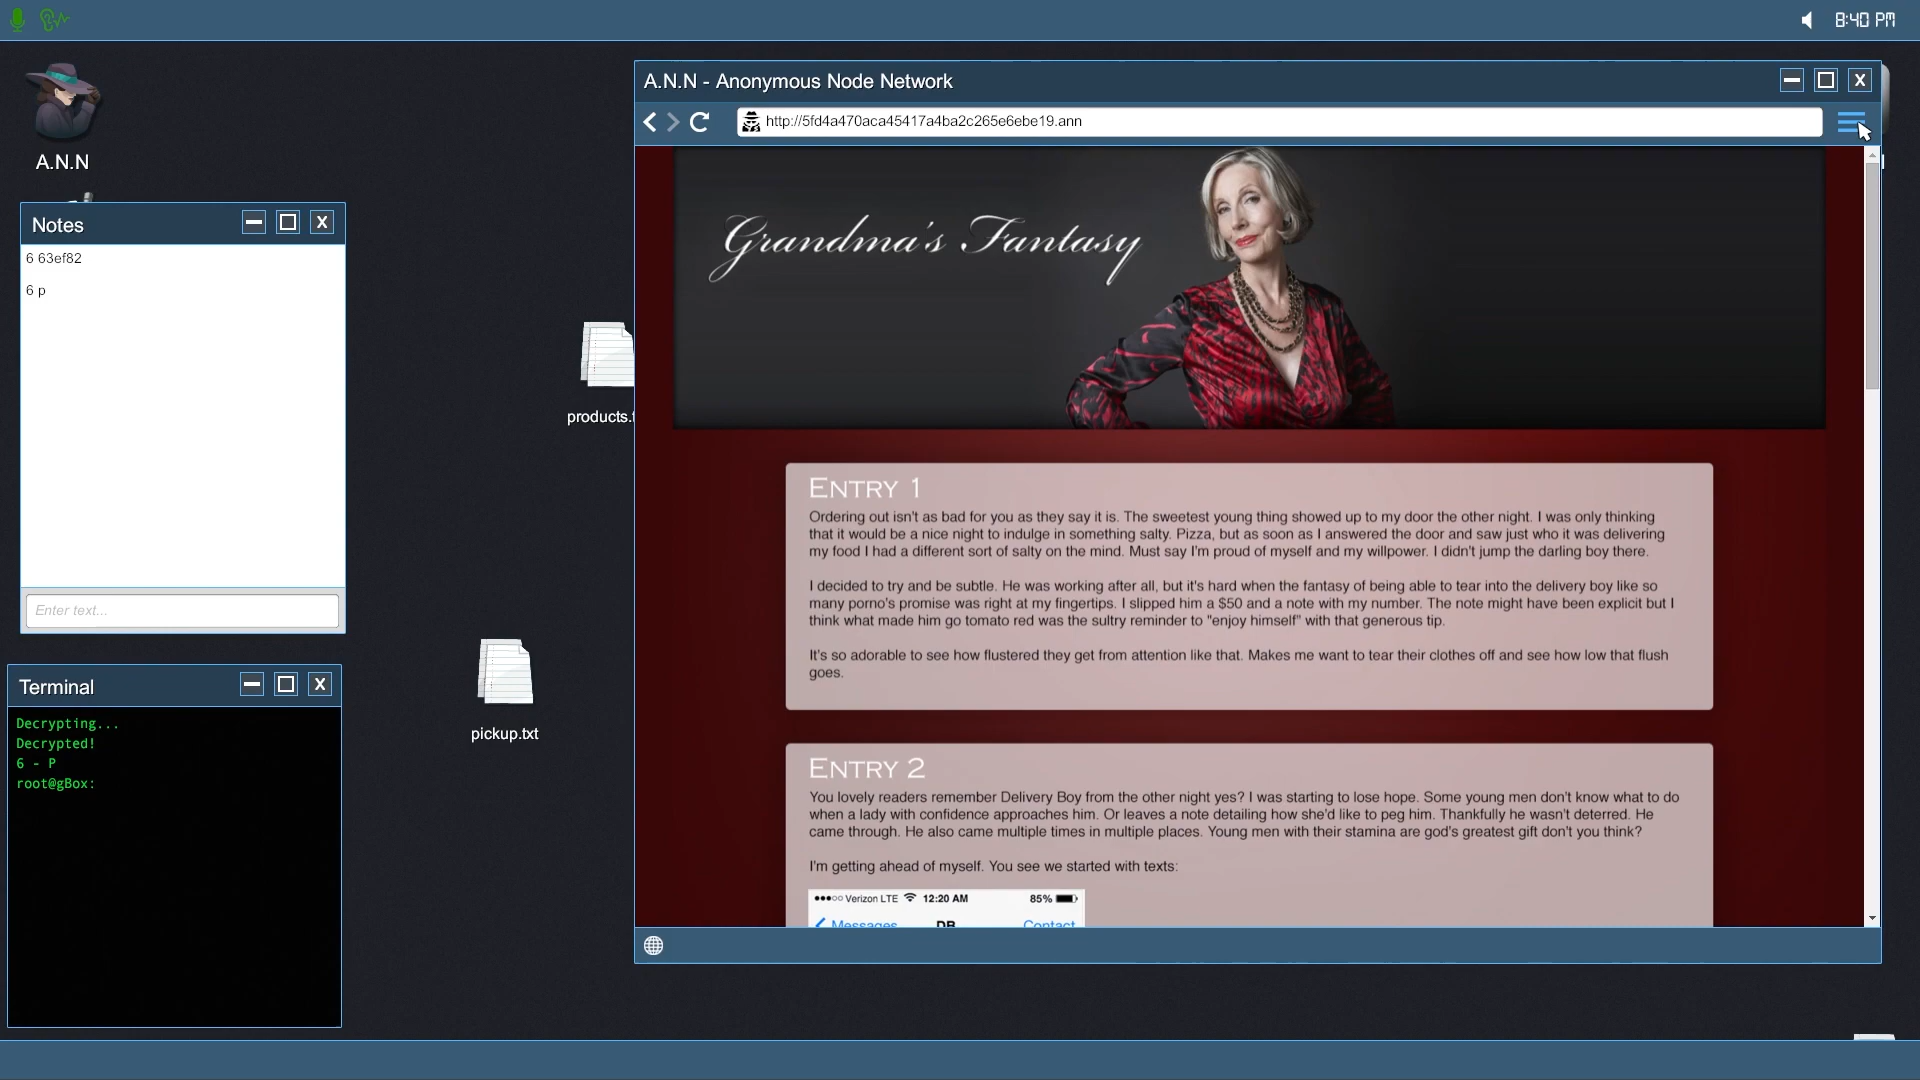 8:40 PM
A.N.N
Notes
6 63ef82
6 p
Enter text...
Terminal
Decrypting...
Decrypted!
6 - P
root@gBox:
products.t
pickup.txt
A.N.N - Anonymous Node Network
http://5fd4a470aca45417a4ba2c265e6ebe19.ann
Grandma's Fantasy
Entry 1
Ordering out isn't as bad for you as they say it is. The sweetest young thing showed up to my door the other night. I was only thinking
that it would be a nice night to indulge in something salty. Pizza, but as soon as I answered the door and saw just who it was delivering
my food I had a different sort of salty on the mind. Must say I'm proud of myself and my willpower. I didn't jump the darling boy there.
I decided to try and be subtle. He was working after all, but it's hard when the fantasy of being able to tear into the delivery boy like so
many porno's promise was right at my fingertips. I slipped him a $50 and a note with my number. The note might have been explicit but I
think what made him go tomato red was the sultry reminder to "enjoy himself" with that generous tip.
It's so adorable to see how flustered they get from attention like that. Makes me want to tear their clothes off and see how low that flush
goes.
Entry 2
You lovely readers remember Delivery Boy from the other night yes? I was starting to lose hope. Some young men don't know what to do
when a lady with confidence approaches him. Or leaves a note detailing how she'd like to peg him. Thankfully he wasn't deterred. He
came through. He also came multiple times in multiple places. Young men with their stamina are god's greatest gift don't you think?
I'm getting ahead of myself. You see we started with texts:
Verizon LTE 12:20 AM 85%
Messages DB Contact